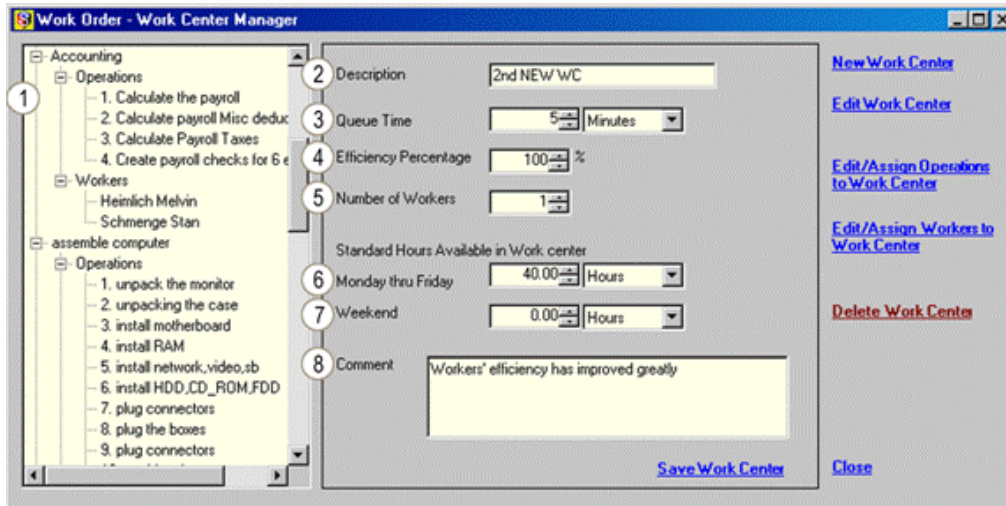 Work Order - Work Center Manager
Accounting
Operations
1. Calculate the payroll
2. Calculate payroll Misc deduc
3. Calculate Payroll Taxes
4. Create payroll checks for 6 e
Workers
Heimlich Melvin
Schmenge Stan
assemble computer
Operations
1. unpack the monitor
2. unpacking the case
3. install motherboard
4. install RAM
5. install network,video,sb
6. install HDD,CD_ROM,FDD
7. plug connectors
8. plug the boxes
9. plug connectors
1
2 Description 2nd NEW WC
3 Queue Time 5 Minutes
4 Efficiency Percentage 100 %
5 Number of Workers 1
Standard Hours Available in Work center
6 Monday thru Friday 40.00 Hours
7 Weekend 0.00 Hours
8 Comment Workers' efficiency has improved greatly
Save Work Center
New Work Center
Edit Work Center
Edit/Assign Operations
to Work Center
Edit/Assign Workers to
Work Center
Delete Work Center
Close